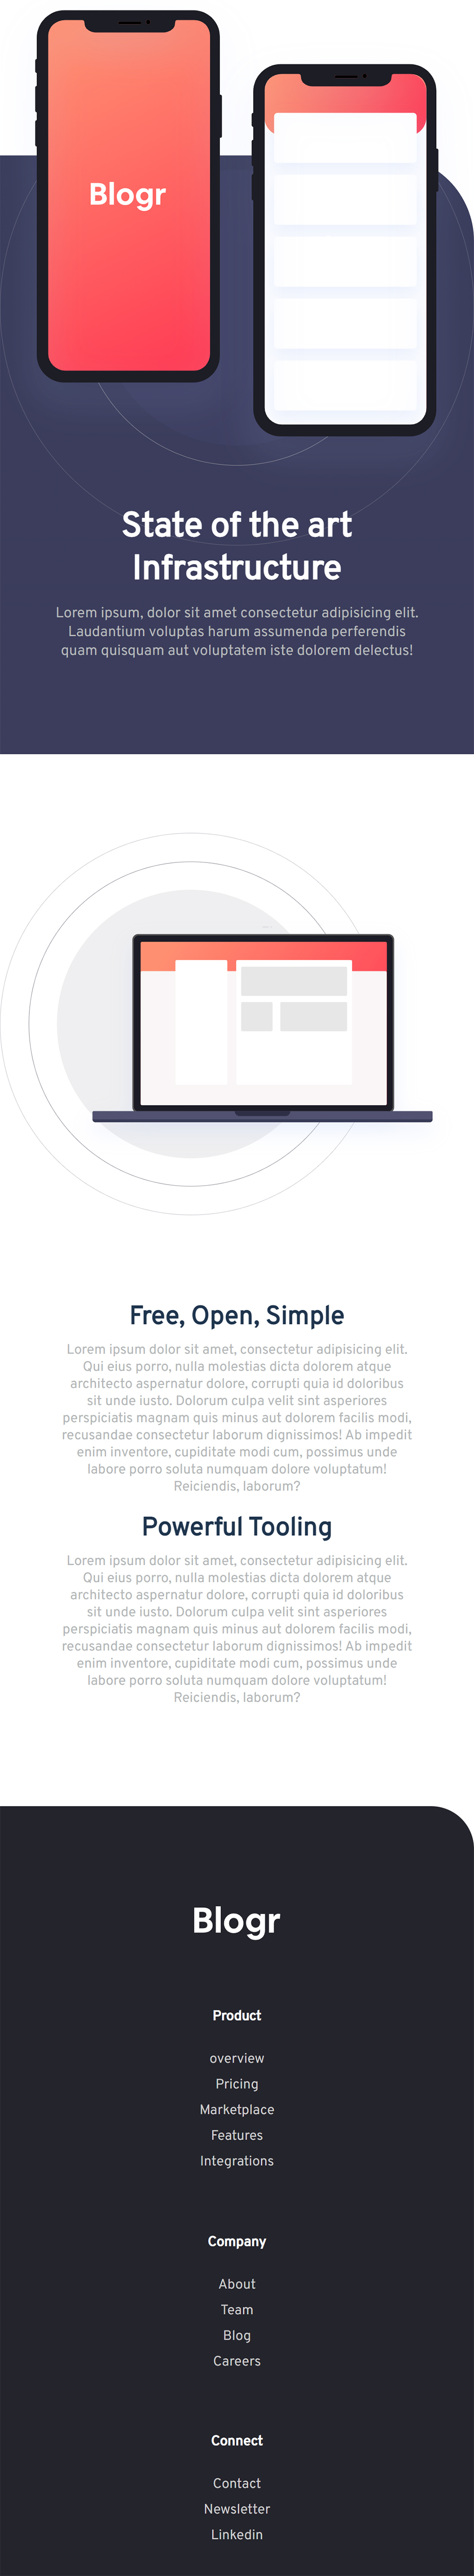 Blogr
State of the art
Infrastructure
Lorem ipsum, dolor sit amet consectetur adipisicing elit.
Laudantium voluptas harum assumenda perferendis
quam quisquam aut voluptatem iste dolorem delectus!
Free, Open, Simple
Lorem ipsum dolor sit amet, consectetur adipisicing elit.
Qui eius porro, nulla molestias dicta dolorem atque
architecto aspernatur dolore, corrupti quia id doloribus
sit unde iusto. Dolorum culpa velit sint asperiores
perspiciatis magnam quis minus aut dolorem facilis modi,
recusandae consectetur laborum dignissimos! Ab impedit
enim inventore, cupiditate modi cum, possimus unde
labore porro soluta numquam dolore voluptatum!
Reiciendis, laborum?
Powerful Tooling
Lorem ipsum dolor sit amet, consectetur adipisicing elit.
Qui eius porro, nulla molestias dicta dolorem atque
architecto aspernatur dolore, corrupti quia id doloribus
sit unde iusto. Dolorum culpa velit sint asperiores
perspiciatis magnam quis minus aut dolorem facilis modi,
recusandae consectetur laborum dignissimos! Ab impedit
enim inventore, cupiditate modi cum, possimus unde
labore porro soluta numquam dolore voluptatum!
Reiciendis, laborum?
Blogr
Product
overview
Pricing
Marketplace
Features
Integrations
Company
About
Team
Blog
Careers
Connect
Contact
Newsletter
Linkedin